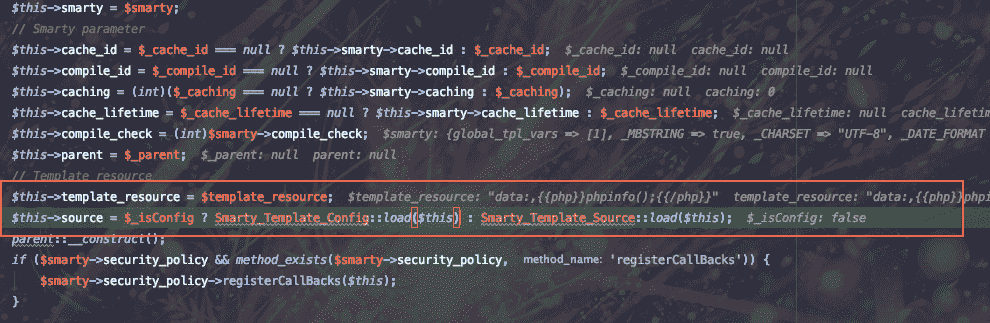 $this->smarty = $smarty;
// Smarty parameter
$this->cache_id = $_cache_id === null ? $this->smarty->cache_id : $_cache_id;  $_cache_id: null  cache_id: null
$this->compile_id = $_compile_id === null ? $this->smarty->compile_id : $_compile_id;  $_compile_id: null  compile_id: null
$this->caching = (int)($_caching === null ? $this->smarty->caching : $_caching);  $_caching: null  caching: 0
$this->cache_lifetime = $_cache_lifetime === null ? $this->smarty->cache_lifetime : $_cache_lifetime;  $_cache_lifetime: null  cache_lifet
$this->compile_check = (int)$smarty->compile_check;  $smarty: {global_tpl_vars => [1], _MBSTRING => true, _CHARSET => "UTF-8", _DATE_FORMAT
$this->parent = $_parent;  $_parent: null  parent: null
// Template resource
$this->template_resource = $template_resource;  $template_resource: "data:,{{php}}phpinfo();{{/php}}"  template_resource: "data:,{{php}}phpi
$this->source = $_isConfig ? Smarty_Template_Config::load($this) : Smarty_Template_Source::load($this);  $_isConfig: false
parent::__construct();
if ($smarty->security_policy && method_exists($smarty->security_policy, method_name: 'registerCallBacks')) {
$smarty->security_policy->registerCallBacks($this);
}